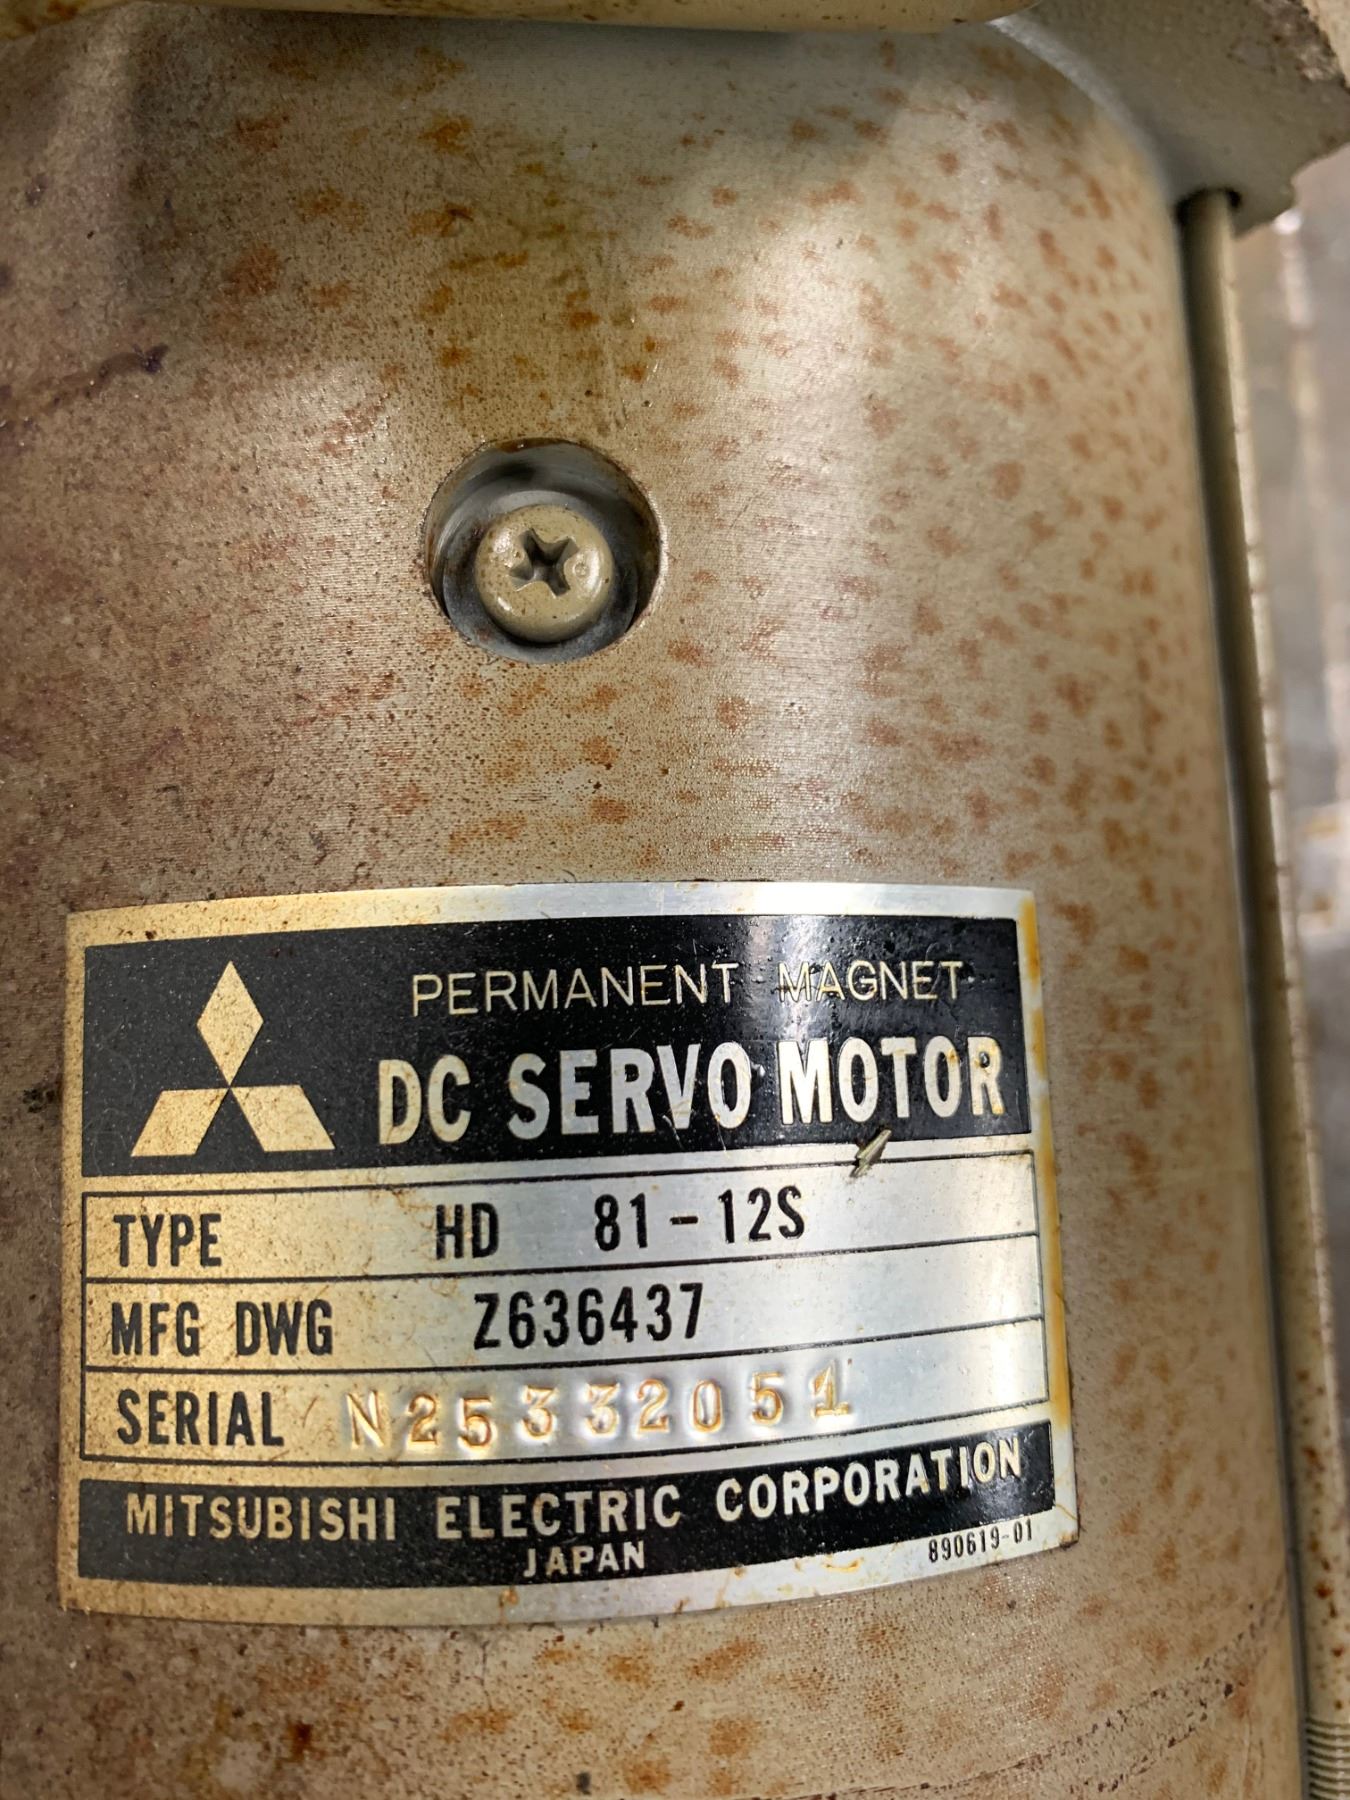 PERMANENT MAGNET
DC SERVO MOTOR
TYPE HD 81-12S
MFG DWG Z636437
SERIAL N25332051
MITSUBISHI ELECTRIC CORPORATION
JAPAN
890619-01